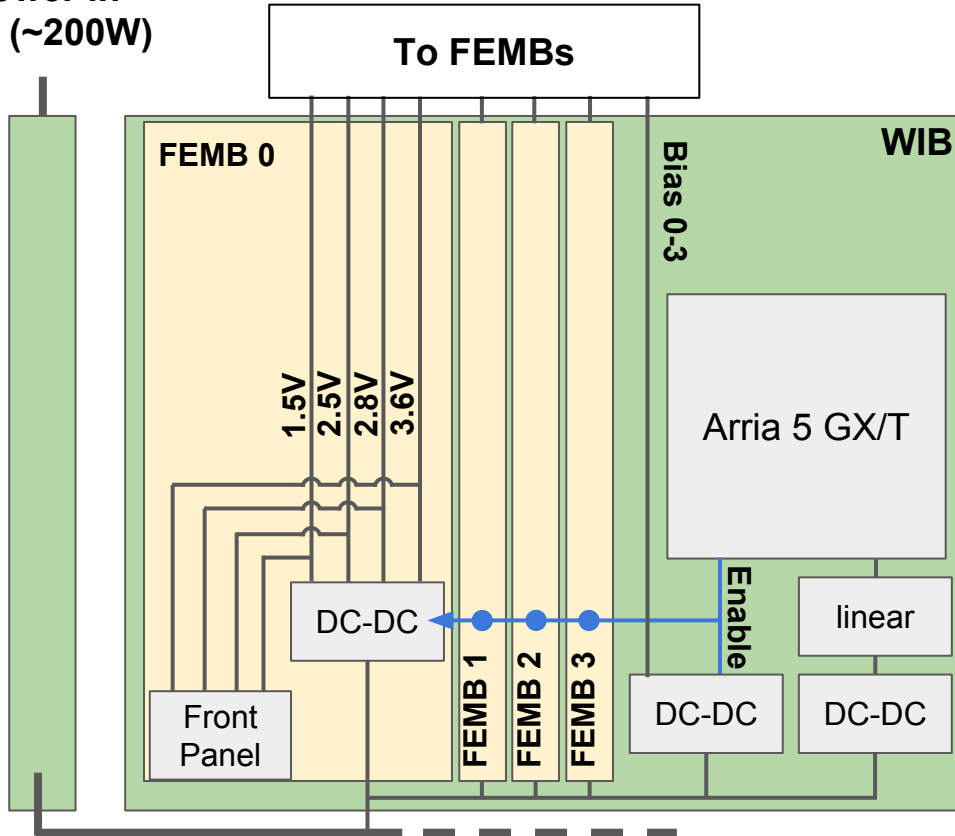 (~200W)
To FEMBs
WIB
FEMB 0
Bias 0-3
1.5V
2.5V
2.8V
3.6V
Arria 5 GX/T
Enable
linear
DC-DC
FEMB 1
FEMB 2
FEMB 3
DC-DC
DC-DC
Front
Panel